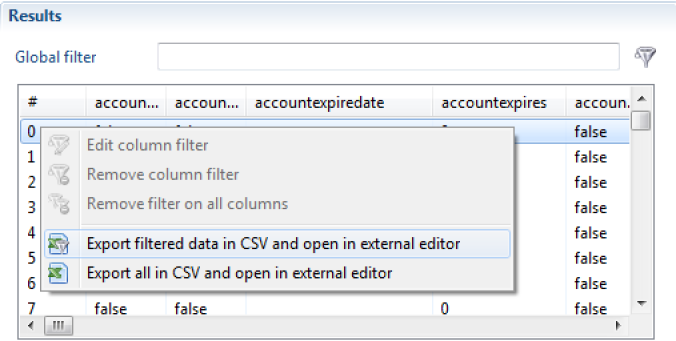 Results
Global filter
# accoun... accoun... accountexpiredate accountexpires accoun.
0 false
Edit column filter
1 false
Remove column filter
2 false
Remove filter on all columns
3 false
4 false
Export filtered data in CSV and open in external editor
5 false
Export all in CSV and open in external editor
6 false
7 false false 0 false